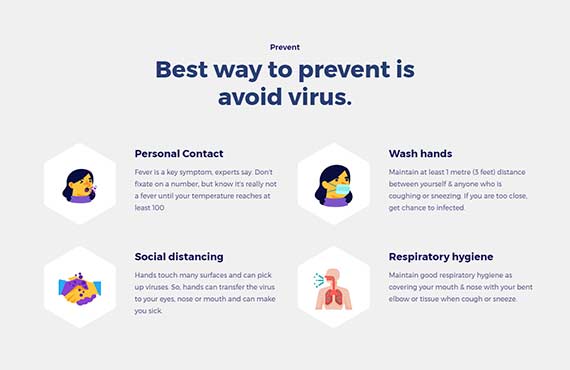 Prevent
Best way to prevent is
avoid virus.
Personal Contact
Fever is a key symptom, experts say. Don't
fixate on a number, but know it's really not
a fever until your temperature reaches at
least 100
Wash hands
Maintain at least 1 metre (3 feet) distance
between yourself & anyone who is
coughing or sneezing. If you are too close,
get chance to infected.
Social distancing
Hands touch many surfaces and can pick
up viruses. So, hands can transfer the virus
to your eyes, nose or mouth and can make
you sick.
Respiratory hygiene
Maintain good respiratory hygiene as
covering your mouth & nose with your bent
elbow or tissue when cough or sneeze.